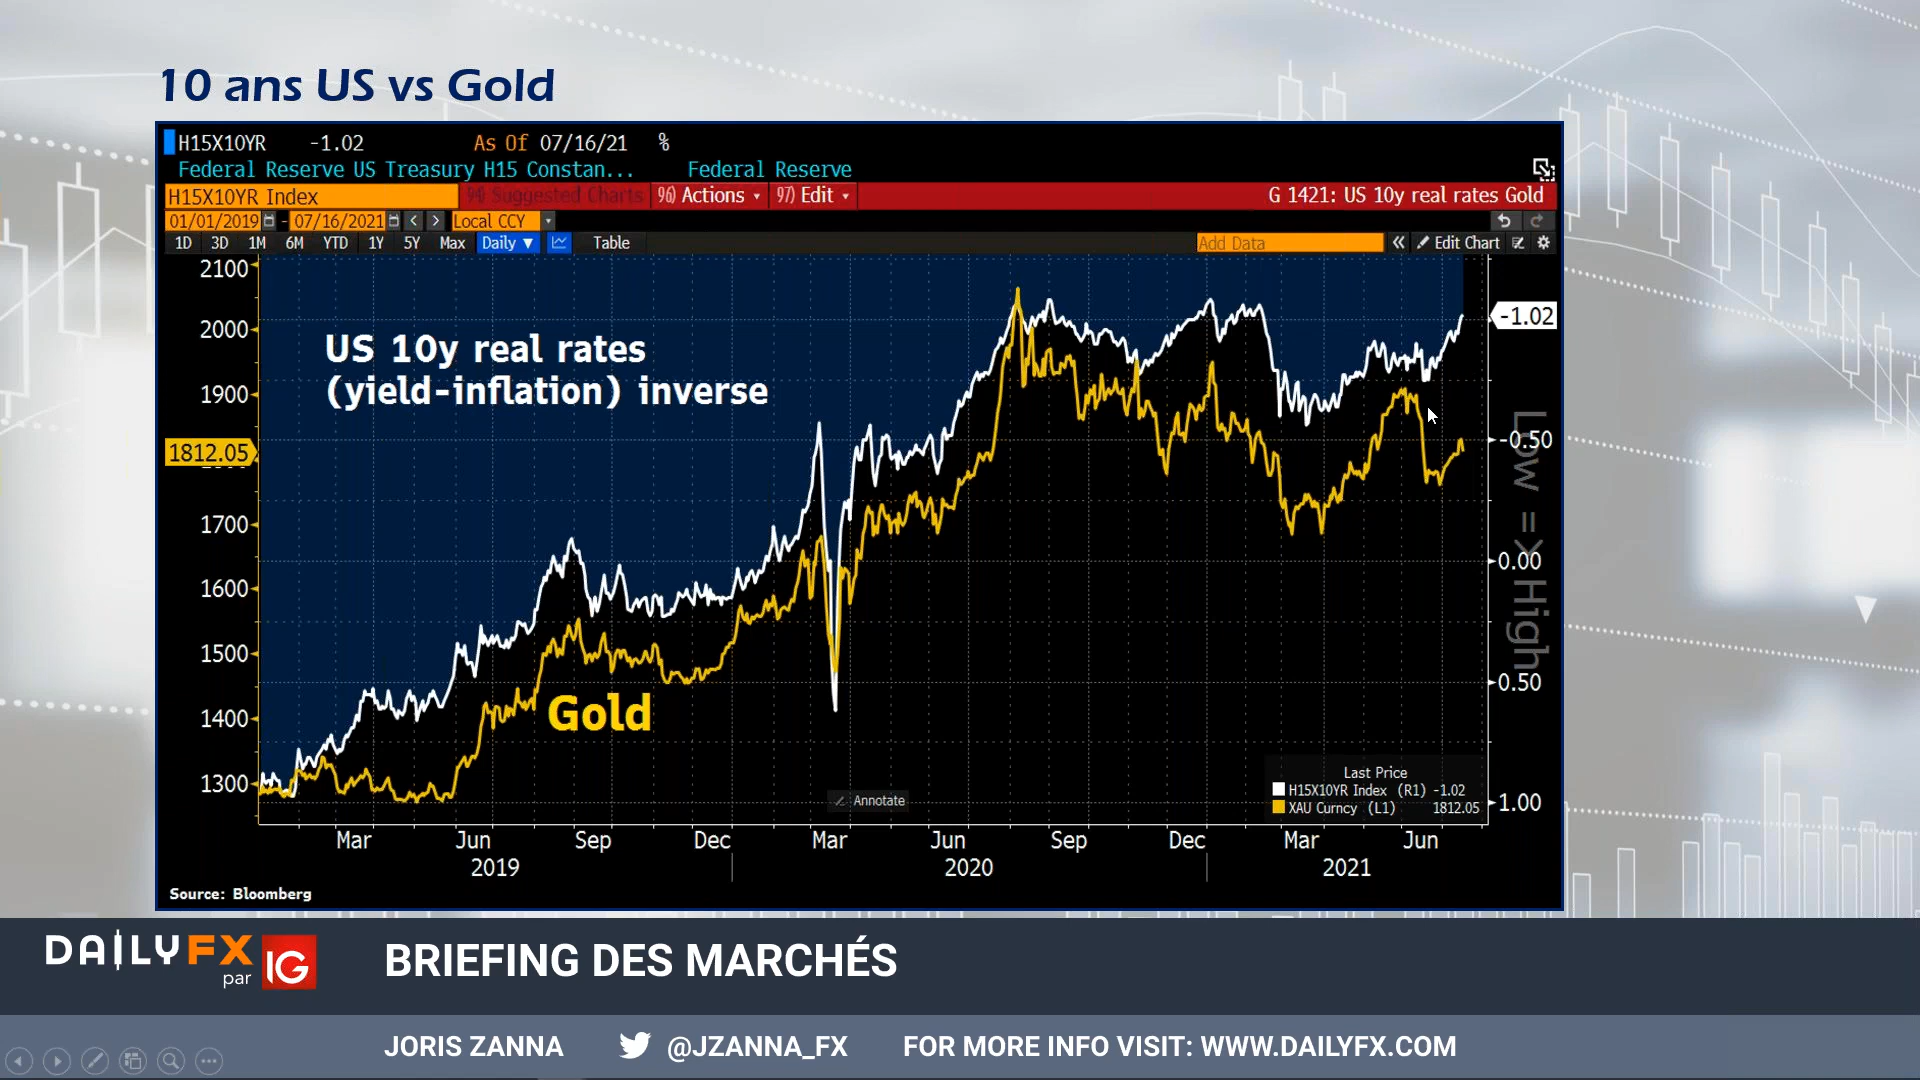 10 ans US vs Gold
H15X10YR -1.02 As Of 07/16/21 %
Federal Reserve US Treasury H15 Constan... Federal Reserve
H15X10YR Index 94) Suggested Charts 96) Actions 97) Edit G 1421: US 10y real rates Gold
01/01/2019 - 07/16/2021 < > Local CCY
1D 3D 1M 6M YTD 1Y 5Y Max Daily ▼ Table Add Data « Edit Chart
2100
2000
1900
1812.05
1700
1600
1500
1400
1300
US 10y real rates
(yield-inflation) inverse
Gold
-1.02
-0.50
0.00
0.50
1.00
Low => High
Last Price
H15X10YR Index (R1) -1.02
XAU Curncy (L1) 1812.05
Annotate
Mar Jun Sep Dec Mar Jun Sep Dec Mar Jun
2019 2020 2021
Source: Bloomberg
DAILYFX
par IG
BRIEFING DES MARCHÉS
JORIS ZANNA @JZANNA_FX FOR MORE INFO VISIT: WWW.DAILYFX.COM